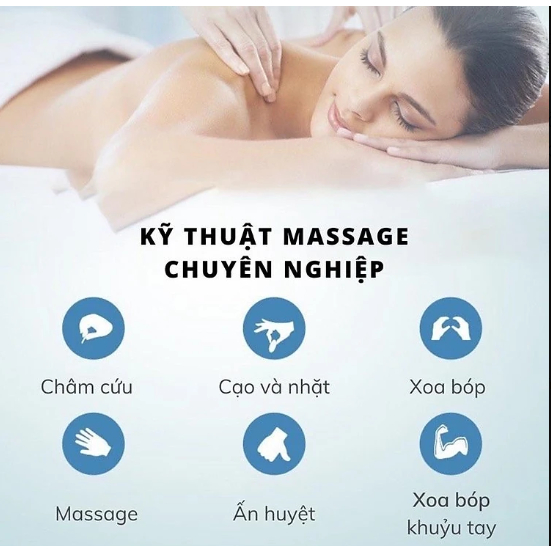 KỸ THUẬT MASSAGE
CHUYÊN NGHIỆP
Châm cứu
Cạo và nhặt
Xoa bóp
Massage
Ấn huyệt
Xoa bóp
khuỷu tay